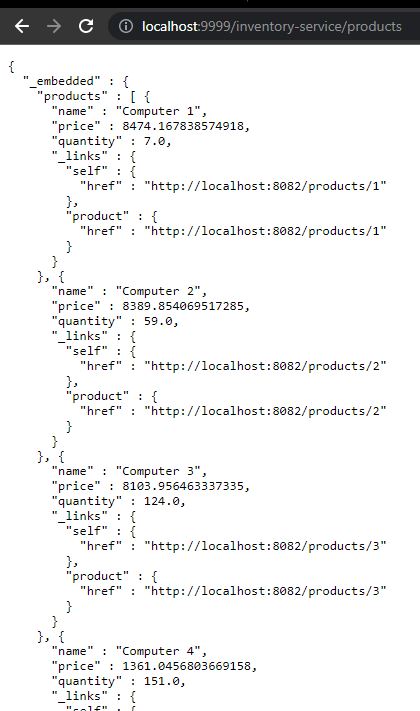 localhost:9999/inventory-service/products
{
"_embedded" : {
"products" : [ {
"name" : "Computer 1",
"price" : 8474.167838574918,
"quantity" : 7.0,
"_links" : {
"self" : {
"href" : "http://localhost:8082/products/1"
},
"product" : {
"href" : "http://localhost:8082/products/1"
}
}
}, {
"name" : "Computer 2",
"price" : 8389.854069517285,
"quantity" : 59.0,
"_links" : {
"self" : {
"href" : "http://localhost:8082/products/2"
},
"product" : {
"href" : "http://localhost:8082/products/2"
}
}
}, {
"name" : "Computer 3",
"price" : 8103.956463337335,
"quantity" : 124.0,
"_links" : {
"self" : {
"href" : "http://localhost:8082/products/3"
},
"product" : {
"href" : "http://localhost:8082/products/3"
}
}
}, {
"name" : "Computer 4",
"price" : 1361.0456803669158,
"quantity" : 151.0,
"_links" : {
"self" : {